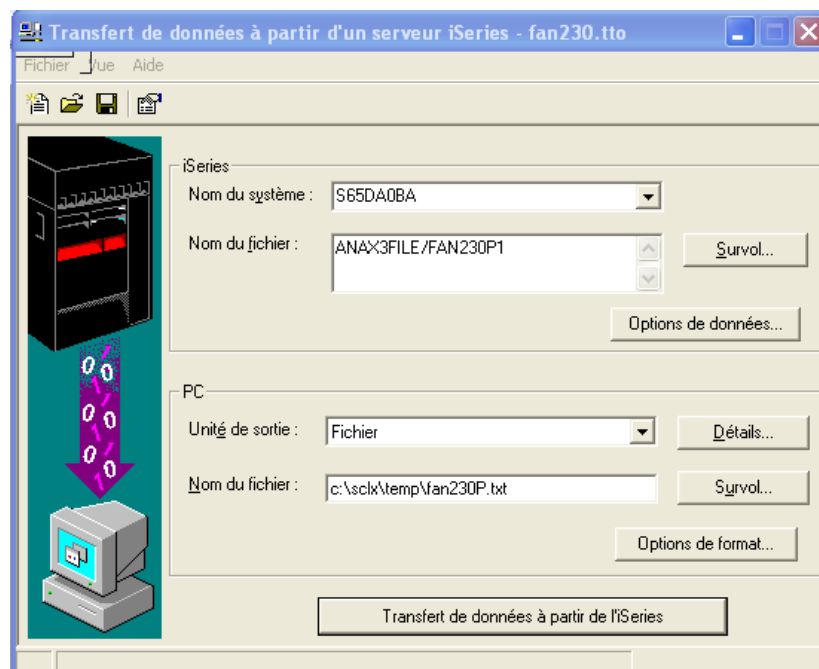 Transfert de données à partir d'un serveur iSeries - fan230.tto
Fichier Vue Aide
iSeries
Nom du système : S65DA0BA
Nom du fichier : ANAX3FILE/FAN230P1 Survol...
Options de données...
PC
Unité de sortie : Fichier Détails...
Nom du fichier : c:\sclx\temp\fan230P.txt Survol...
Options de format...
Transfert de données à partir de l'iSeries